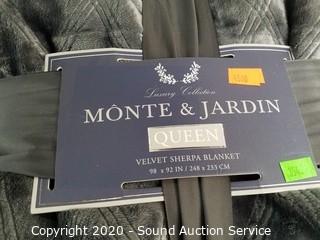 Luxury Collection
MÔNTE & JARDIN
QUEEN
VELVET SHERPA BLANKET
98 x 92 IN / 248 x 233 CM
Copyright 2020 - Sound Auction Service